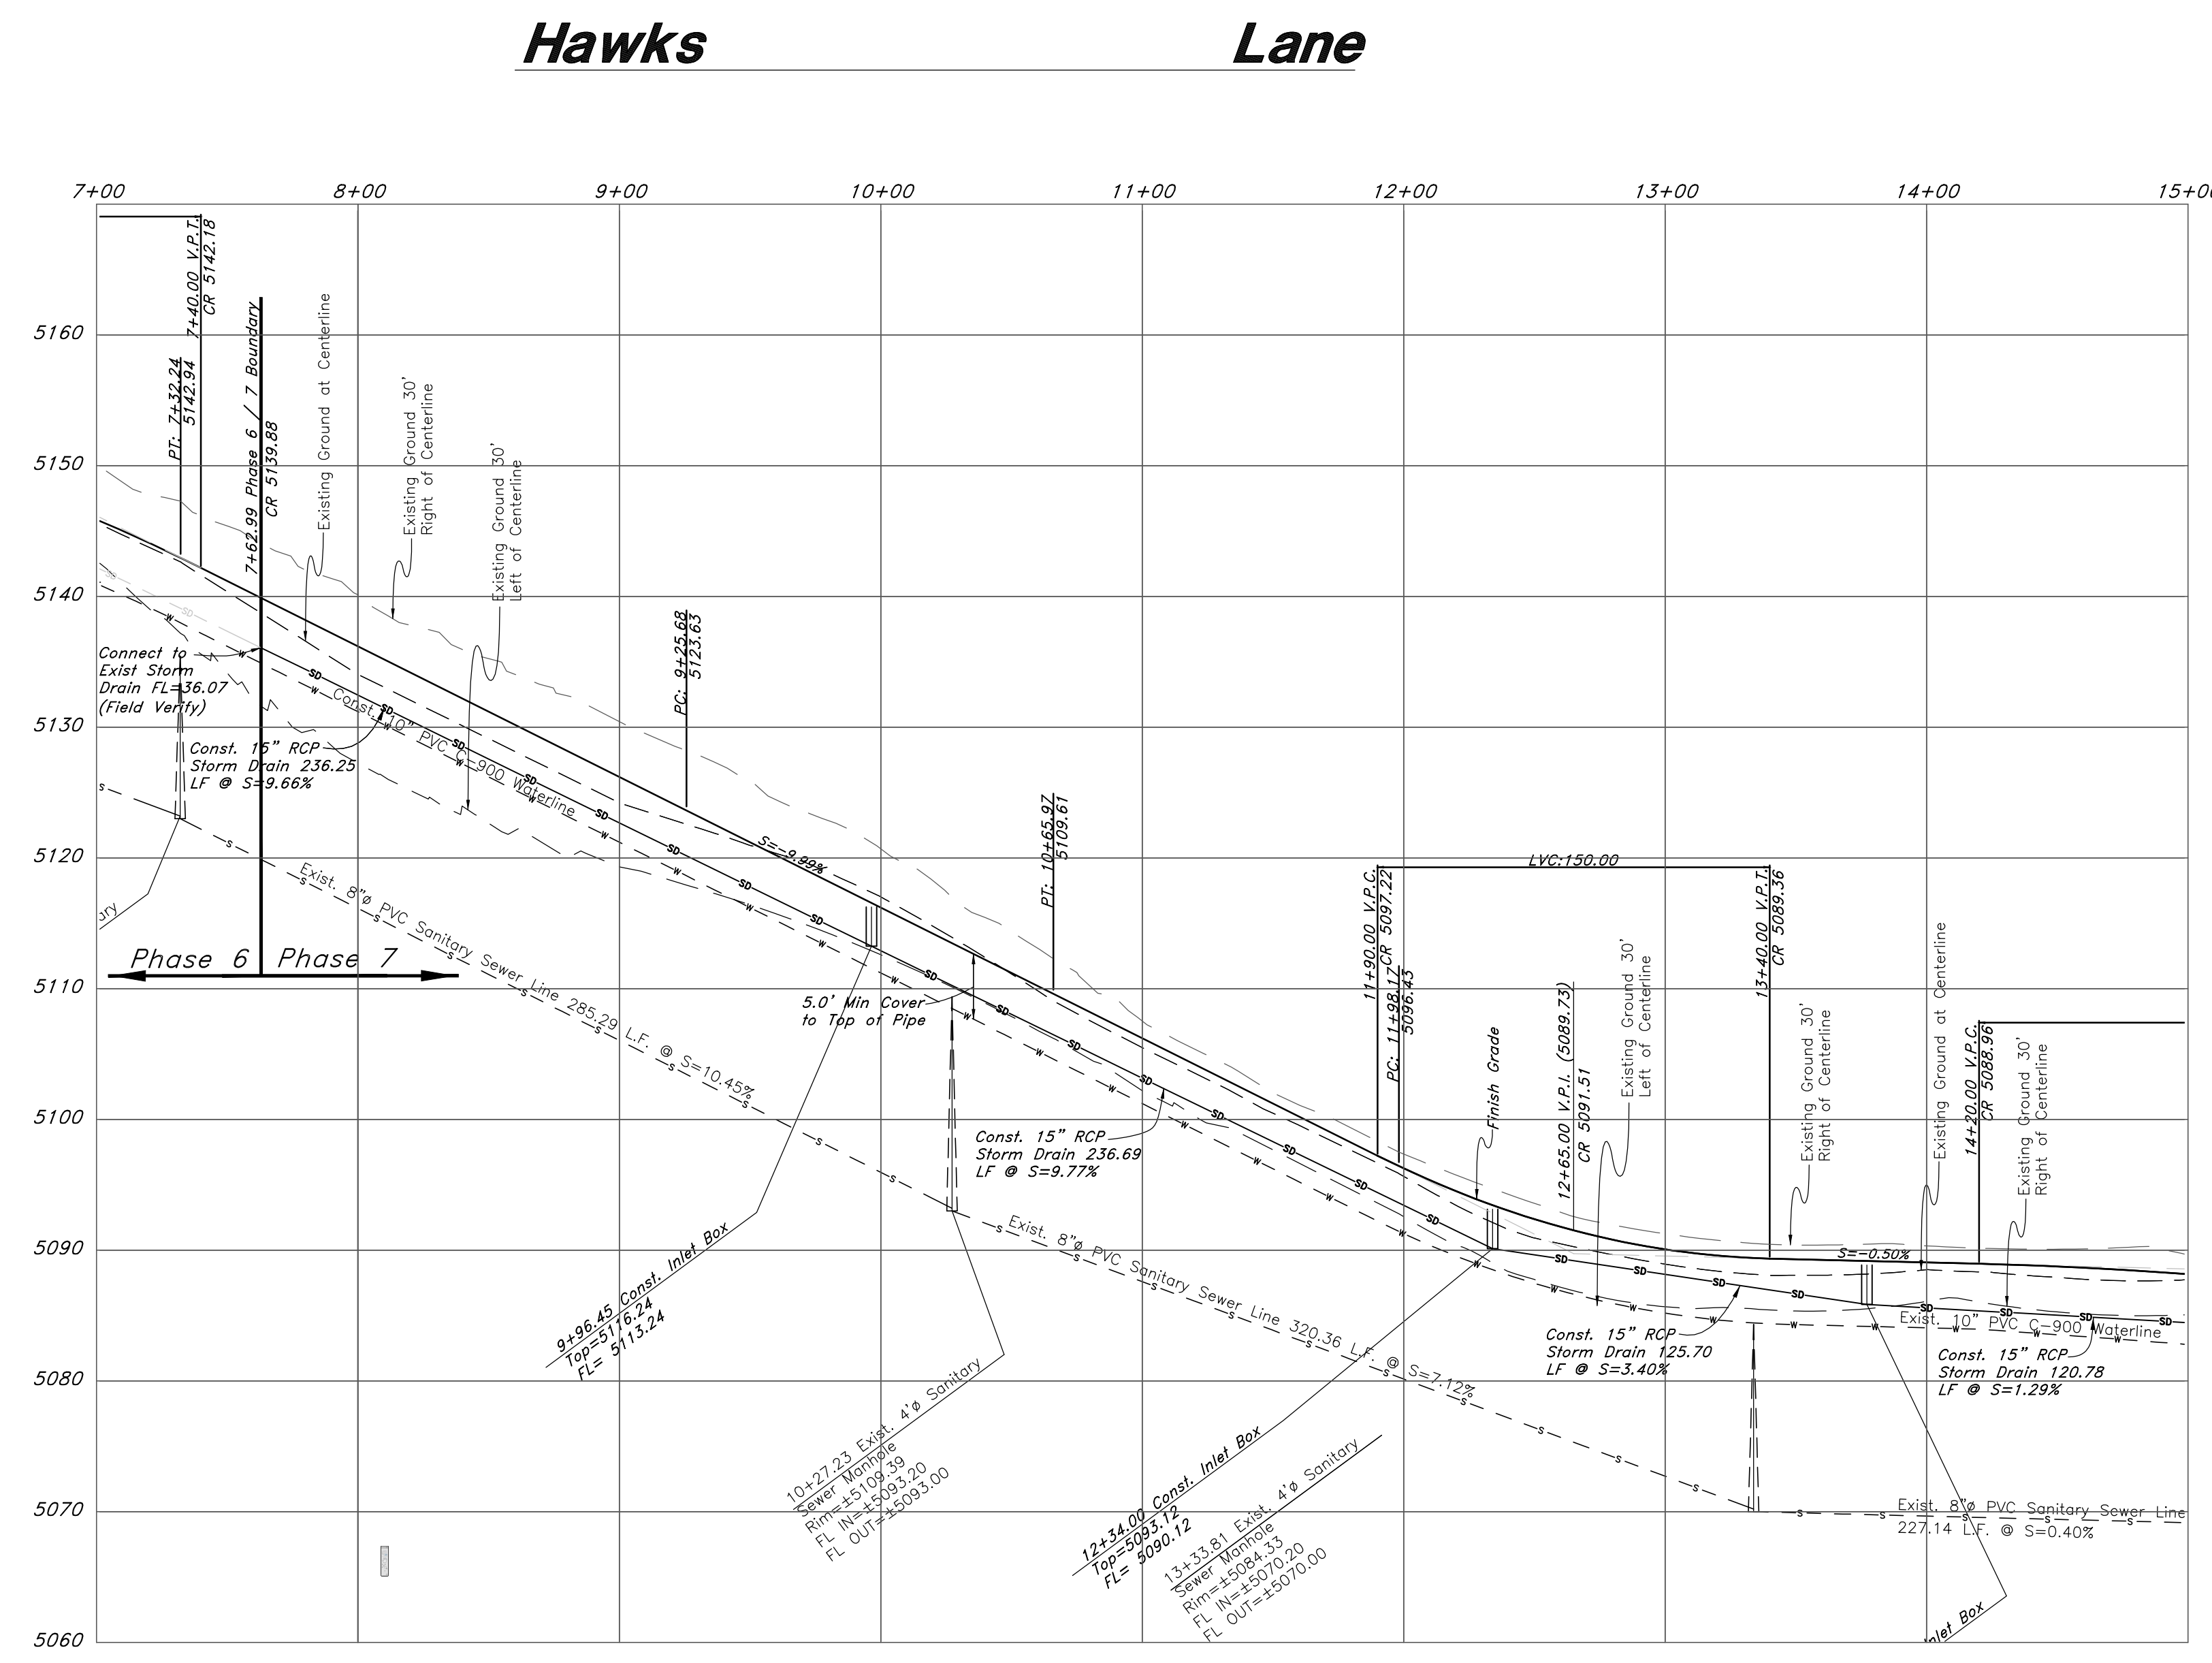 Hawks Lane
7+00 8+00 9+00 10+00 11+00 12+00 13+00 14+00 15+0
5160
5150
5140
5130
5120
5110
5100
5090
5080
5070
5060
PT: 7+32.24
5142.94
7+40.00 V.P.T.
CR 5142.18
7+62.99 Phase 6 / 7 Boundary
CR 5139.88
Existing Ground at Centerline
Existing Ground 30'
Right of Centerline
Existing Ground 30'
Left of Centerline
SD SD
Connect to
Exist Storm
Drain FL=36.07
(Field Verify)
Const. 15" RCP
Storm Drain 236.25
LF @ S=9.66%
Const. 10" PVC C-900 Waterline
Exist. 8"ø PVC Sanitary Sewer Line 285.29 L.F. @ S=10.45%
ary
Phase 6
Phase 7
PC: 9+25.68
5123.63
S=-9.99%
PT: 10+65.97
5109.61
5.0' Min Cover
to Top of Pipe
9+96.45 Const. Inlet Box
Top=5116.24
FL= 5113.24
10+27.23 Exist. 4'ø Sanitary
Sewer Manhole
Rim=±5109.39
FL IN=±5093.20
FL OUT=±5093.00
Const. 15" RCP
Storm Drain 236.69
LF @ S=9.77%
Exist. 8"ø PVC Sanitary Sewer Line 320.36 L.F. @ S=7.12%
LVC:150.00
11+90.00 V.P.C.
CR 5097.22
PC: 11+98.17
5096.43
Finish Grade
12+65.00 V.P.I. (5089.73)
CR 5091.51
Existing Ground 30'
Left of Centerline
13+40.00 V.P.T.
CR 5089.36
Existing Ground 30'
Right of Centerline
Existing Ground at Centerline
14+20.00 V.P.C.
CR 5088.96
Existing Ground 30'
Right of Centerline
S=-0.50%
12+34.00 Const. Inlet Box
Top=5093.12
FL= 5090.12
13+33.81 Exist. 4'ø Sanitary
Sewer Manhole
Rim=±5084.33
FL IN=±5070.20
FL OUT=±5070.00
Const. 15" RCP
Storm Drain 125.70
LF @ S=3.40%
Exist. 10" PVC C-900 Waterline
Const. 15" RCP
Storm Drain 120.78
LF @ S=1.29%
Exist. 8"ø PVC Sanitary Sewer Line
227.14 L.F. @ S=0.40%
Inlet Box